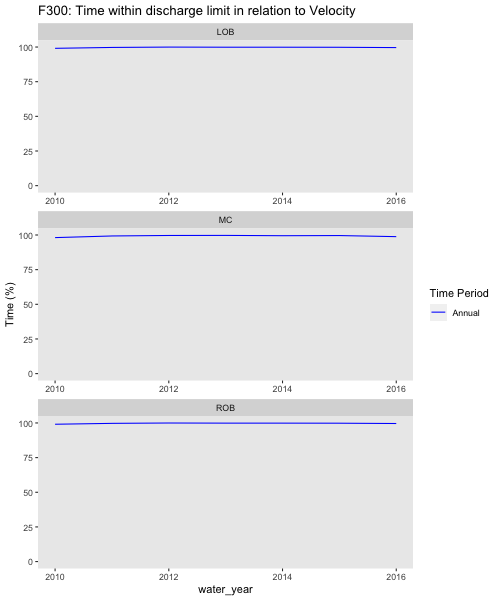 F300: Time within discharge limit in relation to Velocity
LOB
100
75
50
25
0
2010 2012 2014 2016
MC
100
75
50
25
0
2010 2012 2014 2016
Time (%)
ROB
100
75
50
25
0
2010 2012 2014 2016
water_year
Time Period
Annual